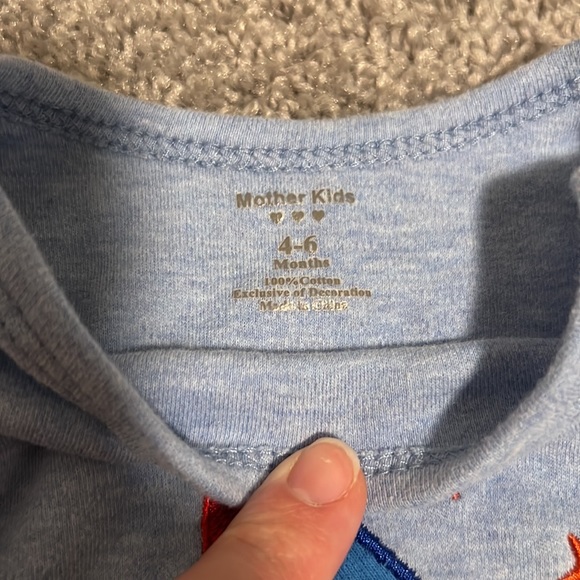 Mother Kids
4-6
Months
100%Cotton
Exclusive of Decoration
Made In China